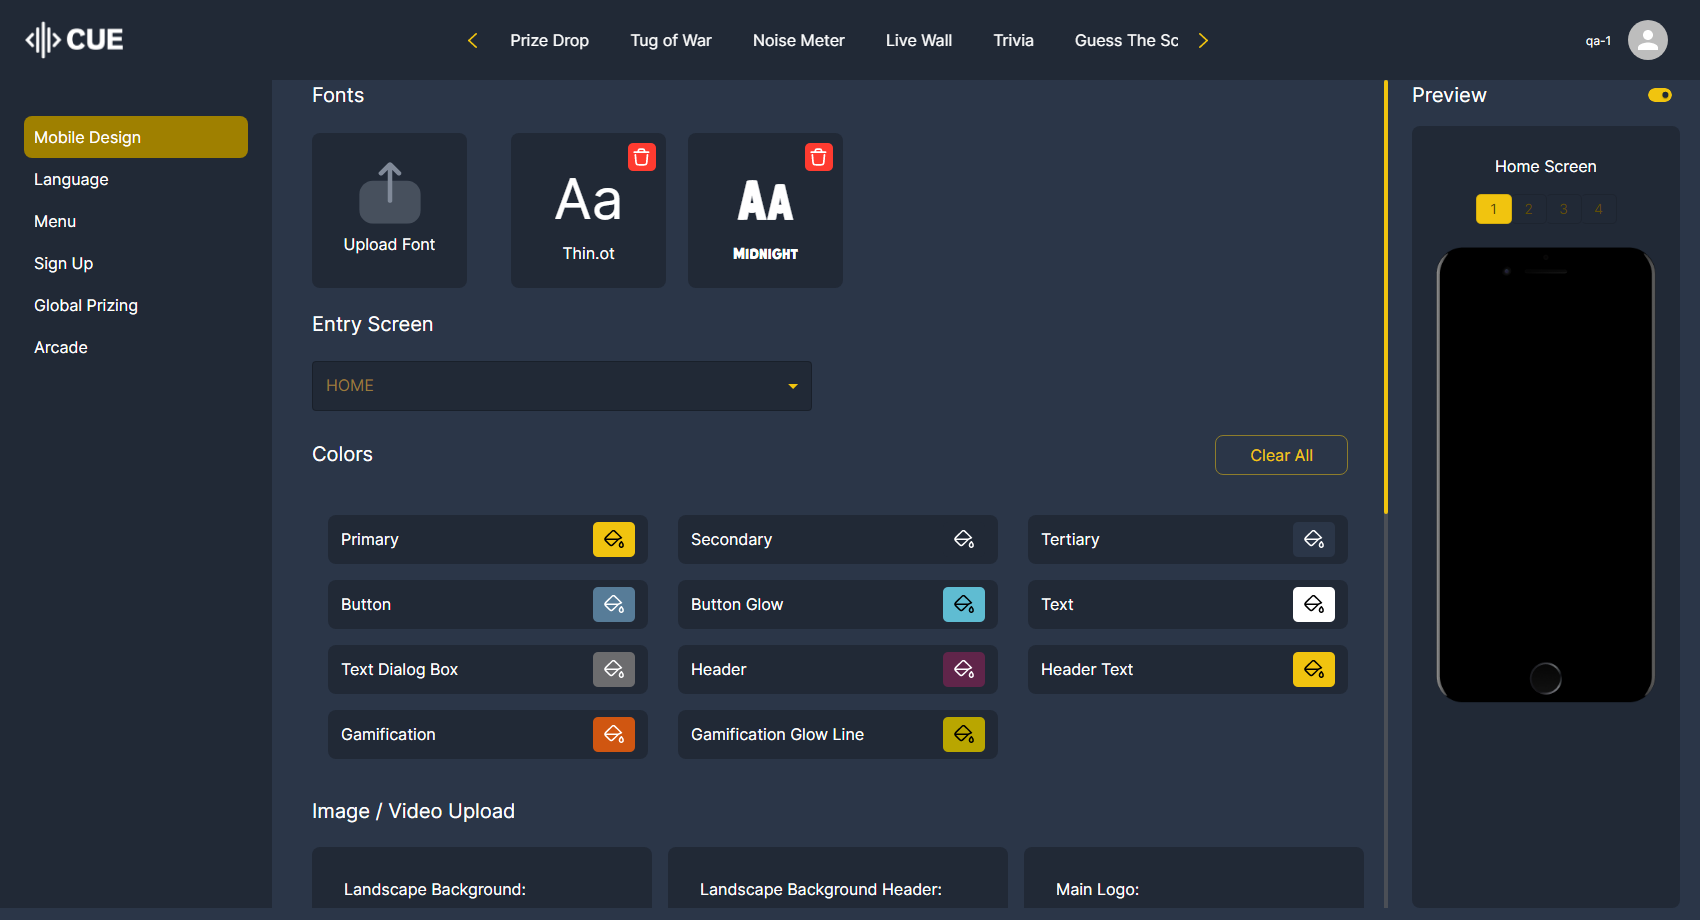 CUE
Prize Drop
Tug of War
Noise Meter
Live Wall
Trivia
Guess The Sc
qa-1
Mobile Design
Language
Menu
Sign Up
Global Prizing
Arcade
Fonts
Upload Font
Aa
Thin.ot
AA
MIDNIGHT
Entry Screen
HOME
Colors
Clear All
Primary
Secondary
Tertiary
Button
Button Glow
Text
Text Dialog Box
Header
Header Text
Gamification
Gamification Glow Line
Image / Video Upload
Landscape Background:
Landscape Background Header:
Main Logo:
Preview
Home Screen
1 2 3 4